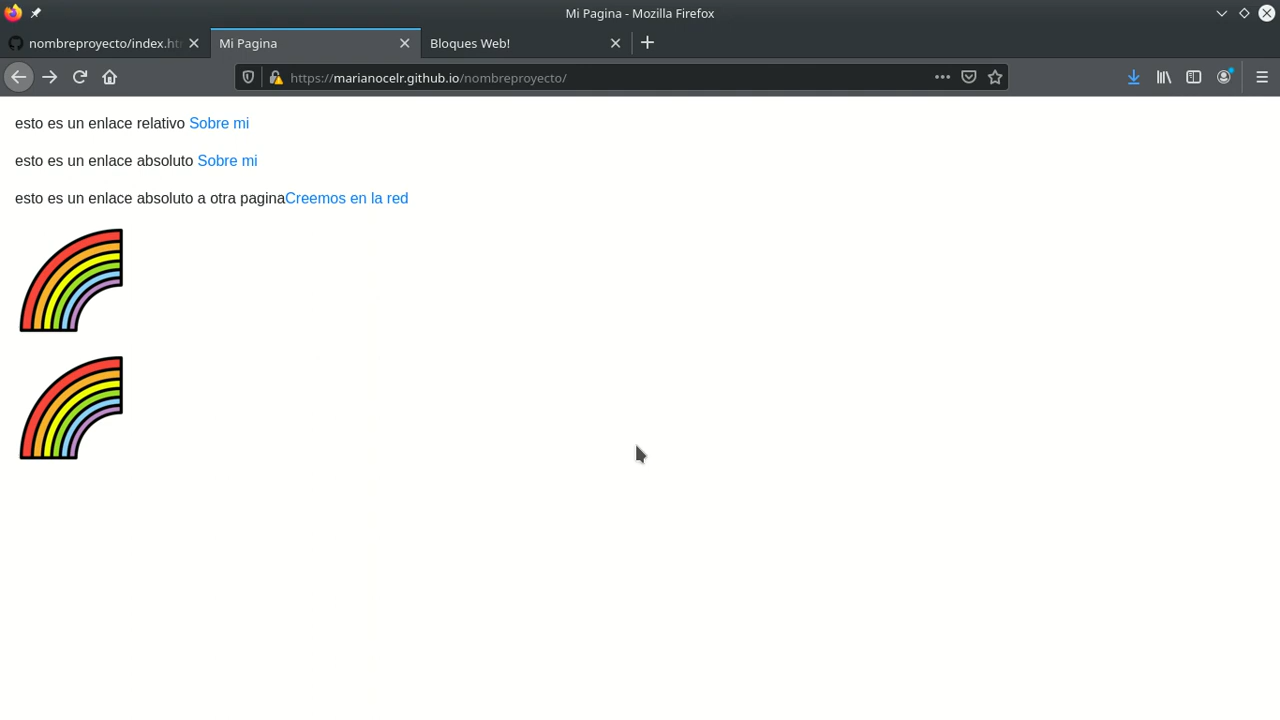 Mi Pagina - Mozilla Firefox
nombreproyecto/index.ht
Mi Pagina
Bloques Web!
https://marianocelr.github.io/nombreproyecto/
esto es un enlace relativo Sobre mi
esto es un enlace absoluto Sobre mi
esto es un enlace absoluto a otra paginaCreemos en la red